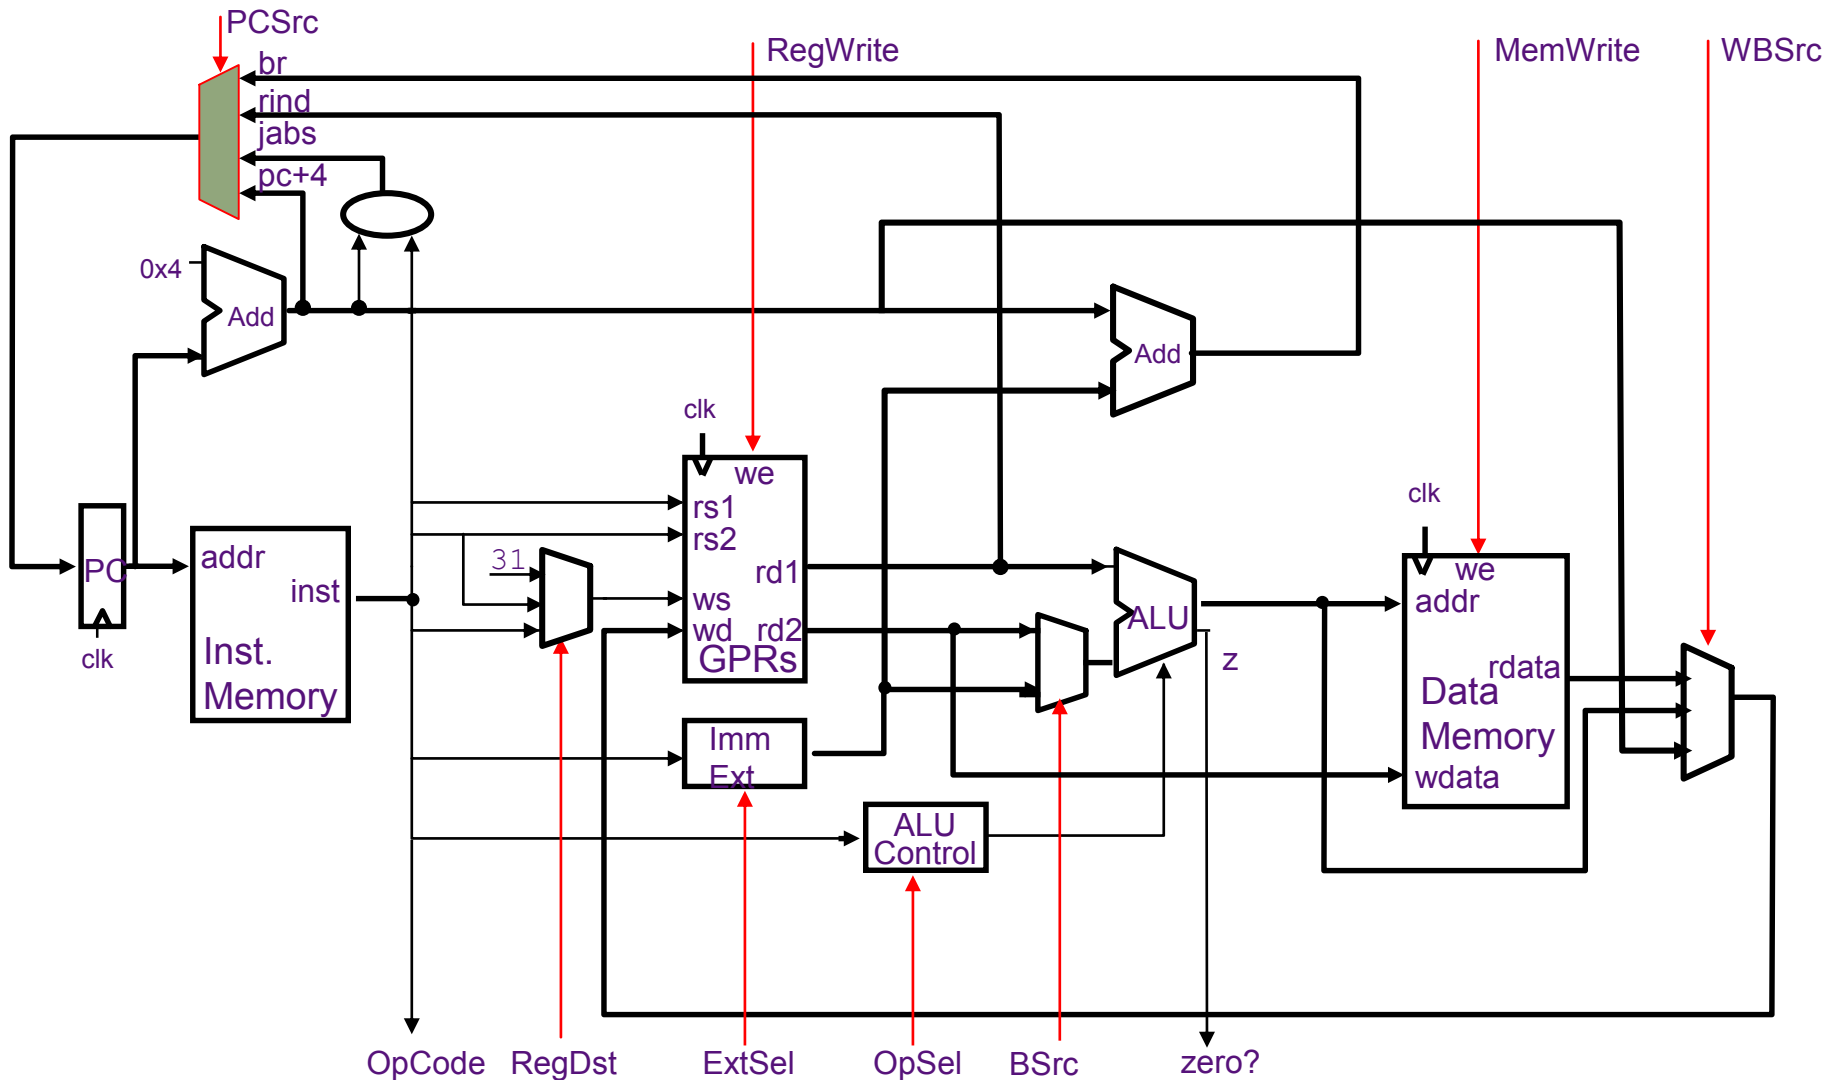 PCSrc
RegWrite
MemWrite
WBSrc
br
rind
jabs
pc+4
0x4
Add
Add
clk
we
rs1
rs2
31
rd1
ws
wd
rd2
GPRs
PC
clk
addr
inst
Inst.
Memory
ALU
z
clk
we
addr
rdata
Data
Memory
wdata
Imm
Ext
ALU
Control
OpCode
RegDst
ExtSel
OpSel
BSrc
zero?